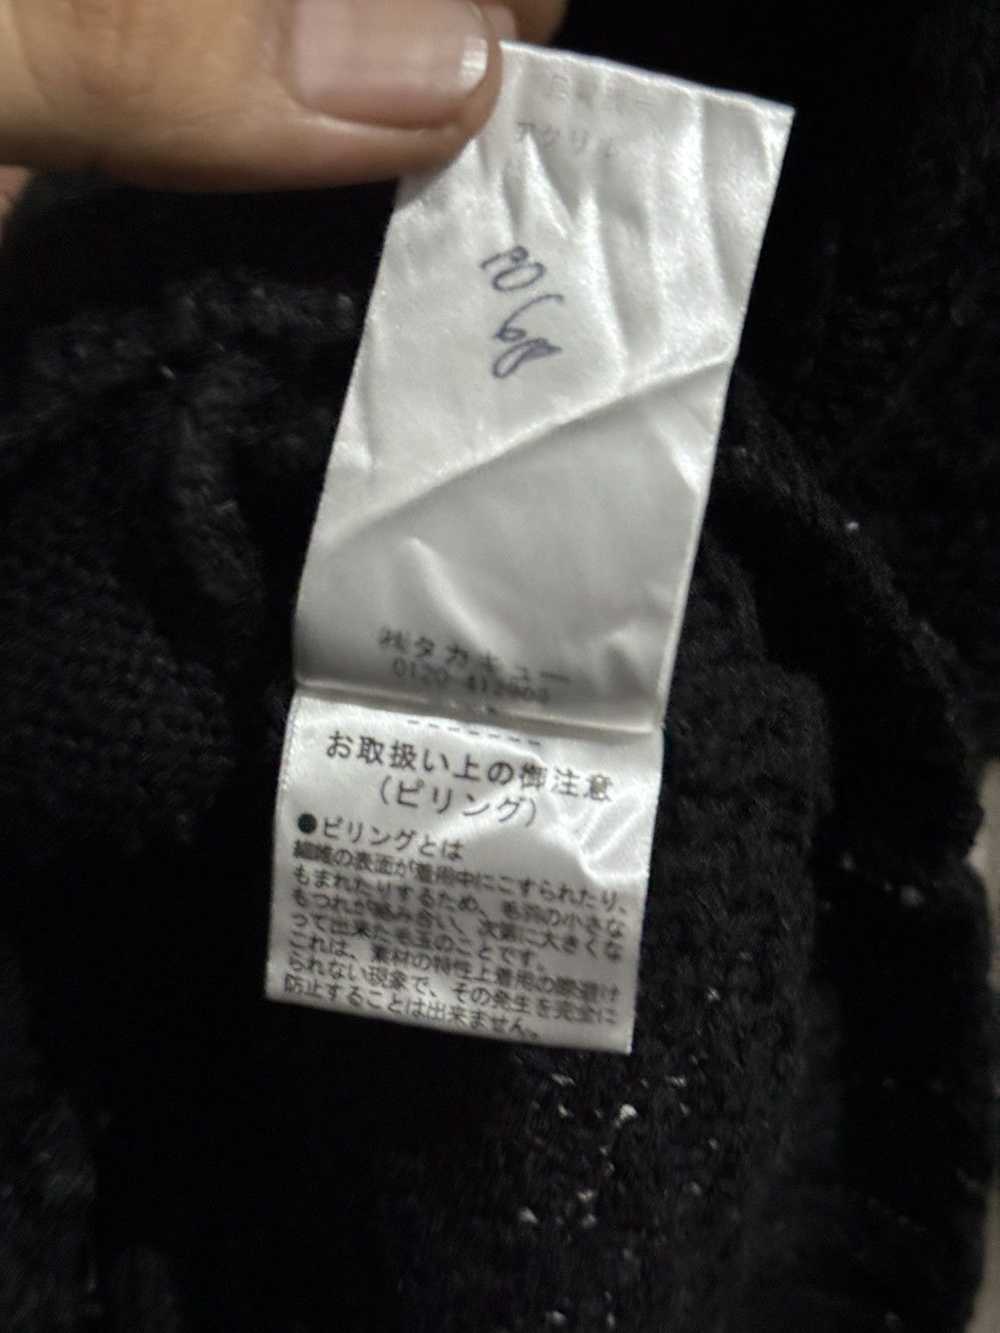 アクリル
㈱タカキュー
お取扱い上の御注意
(ピリング)
●ピリングとは
繊維の表面が着用中にこすられたり、
もまれたりするため、毛羽の小さな
もつれが絡み合い、次第に大きくな
って出来た毛玉のことです。
これは、素材の特性上着用の際避け
られない現象で、その発生を完全に
防止することは出来ません。